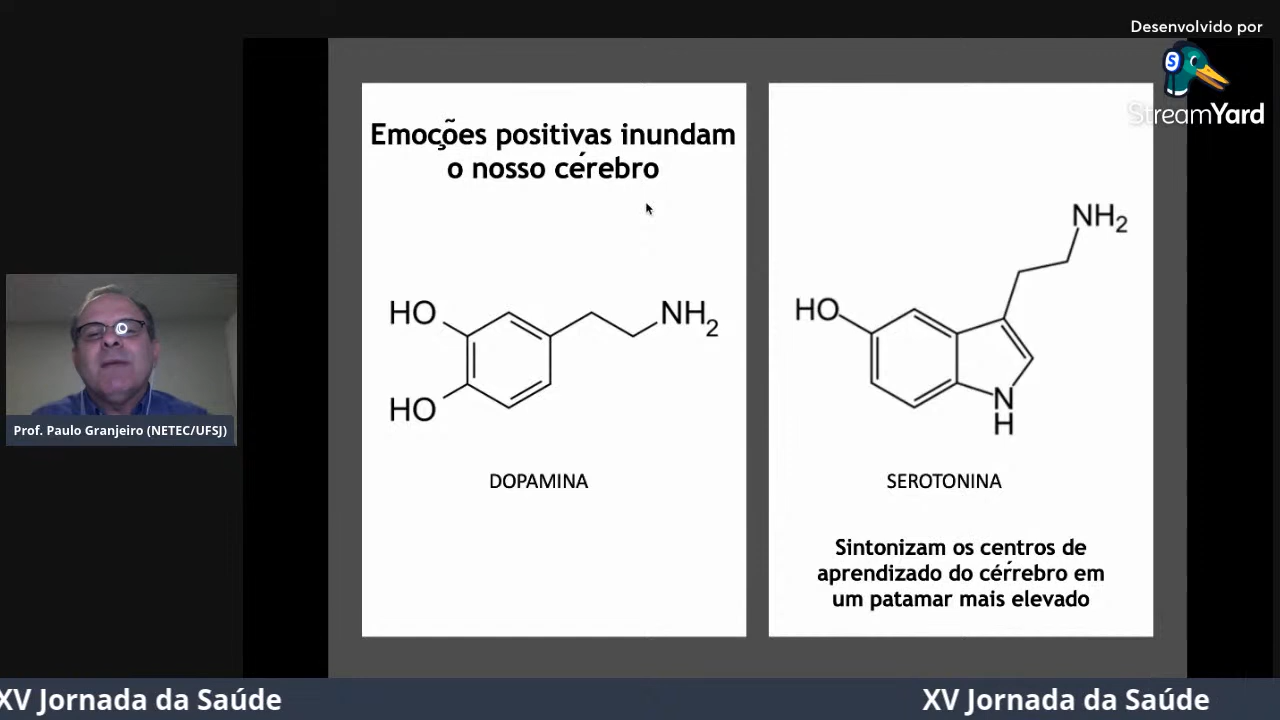 Desenvolvido por
StreamYard
Emoções positivas inundam
o nosso cérebro
HO
NH2
HO
DOPAMINA
NH2
HO
N
H
SEROTONINA
Sintonizam os centros de
aprendizado do cérrebro em
um patamar mais elevado
Prof. Paulo Granjeiro (NETEC/UFSJ)
XV Jornada da Saúde
XV Jornada da Saúde